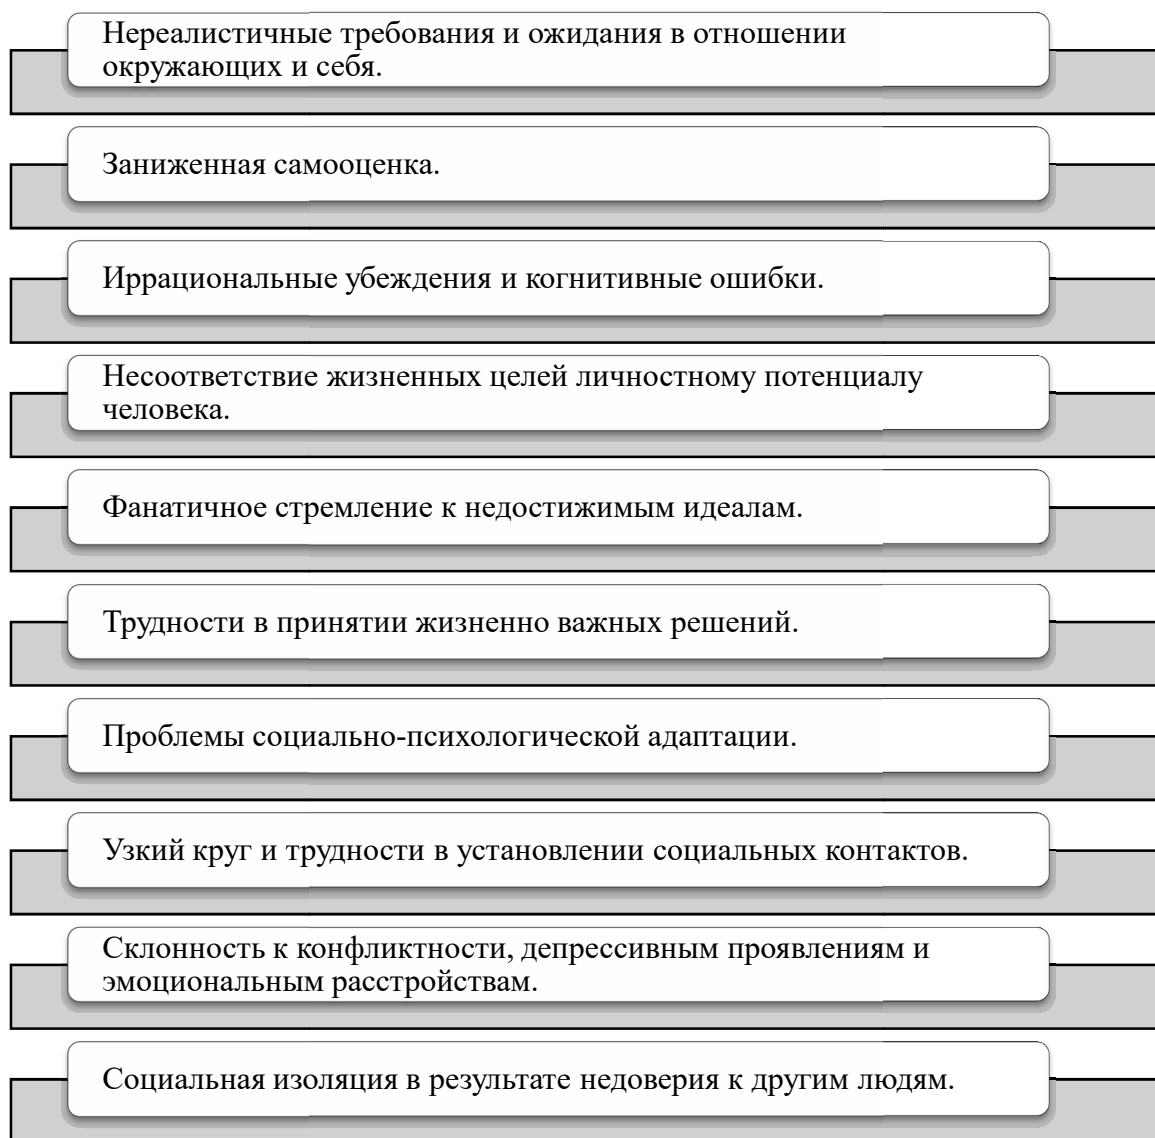 Нереалистичные требования и ожидания в отношении
окружающих и себя.
Заниженная самооценка.
Иррациональные убеждения и когнитивные ошибки.
Несоответствие жизненных целей личностному потенциалу
человека.
Фанатичное стремление к недостижимым идеалам.
Трудности в принятии жизненно важных решений.
Проблемы социально-психологической адаптации.
Узкий круг и трудности в установлении социальных контактов.
Склонность к конфликтности, депрессивным проявлениям и
эмоциональным расстройствам.
Социальная изоляция в результате недоверия к другим людям.